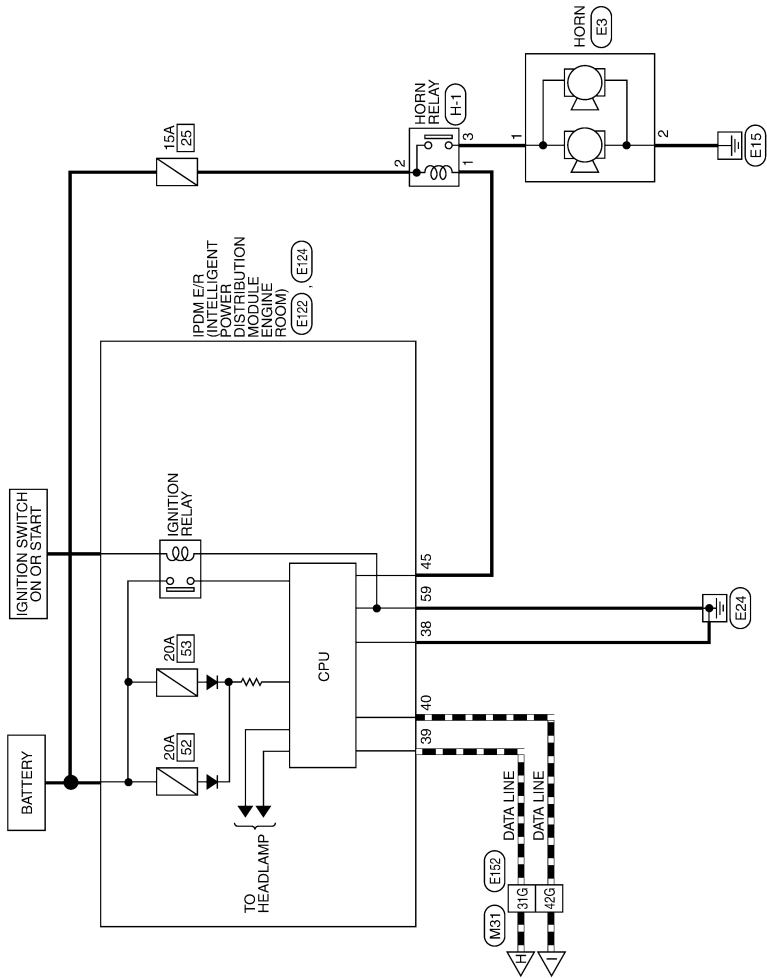 BATTERY
IGNITION SWITCH
ON OR START
15A
25
20A
52
20A
53
IGNITION
RELAY
IPDM E/R
(INTELLIGENT
POWER
DISTRIBUTION
MODULE
ENGINE
ROOM)
E122 , E124
TO
HEADLAMP
CPU
HORN
RELAY
H-1
2
1
3
HORN
E3
1
2
E15
39
40
38
59
45
DATA LINE
DATA LINE
E24
M31
E152
31G
42G
H
I